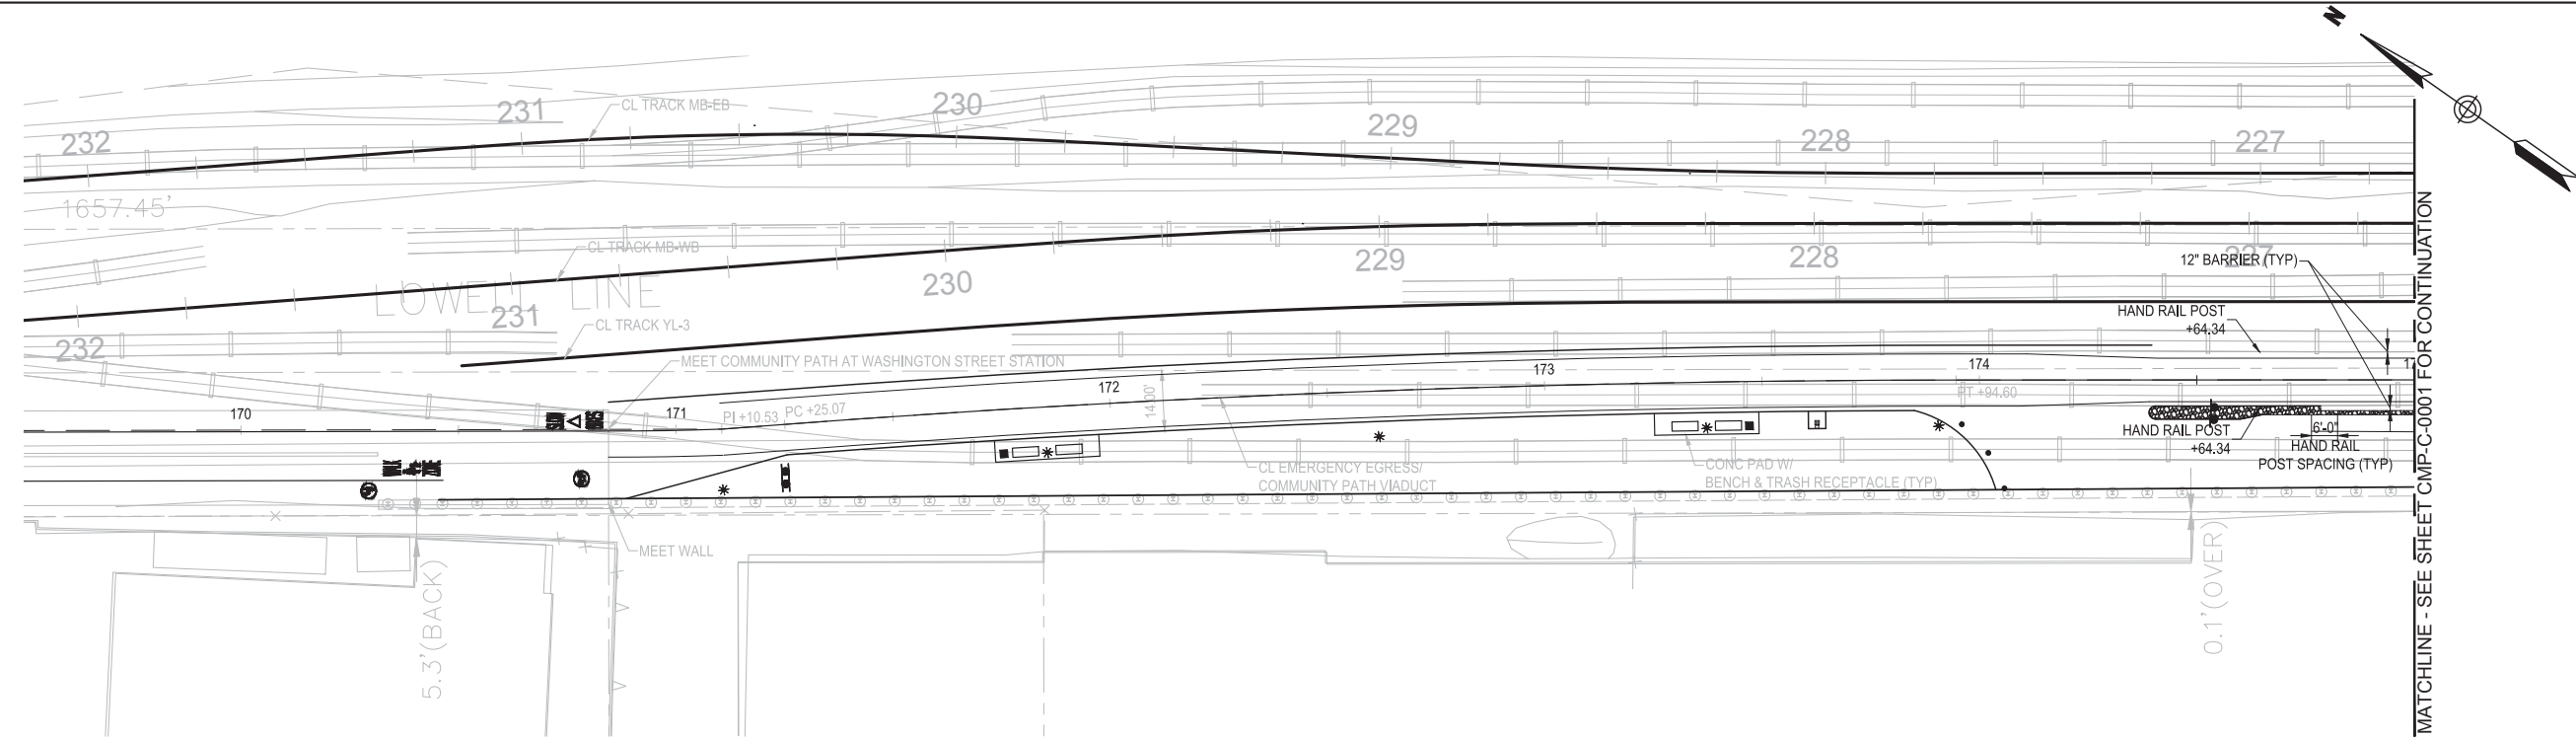 N
231
CL TRACK MB-EB
230
232
229
228
227
1657.45'
CL TRACK MB-WB
LOWELL LINE
231
230
229
228
227
12" BARRIER (TYP)
HAND RAIL POST
+64.34
CL TRACK YL-3
232
MEET COMMUNITY PATH AT WASHINGTON STREET STATION
170
171
PI +10.53
PC +25.07
172
14.00'
173
174
PT +94.60
HAND RAIL POST
+64.34
6'-0"
HAND RAIL
POST SPACING (TYP)
CL EMERGENCY EGRESS/
COMMUNITY PATH VIADUCT
CONC PAD W/
BENCH & TRASH RECEPTACLE (TYP)
MEET WALL
5.3'(BACK)
0.1'(OVER)
MATCHLINE - SEE SHEET CMP-C-0001 FOR CONTINUATION